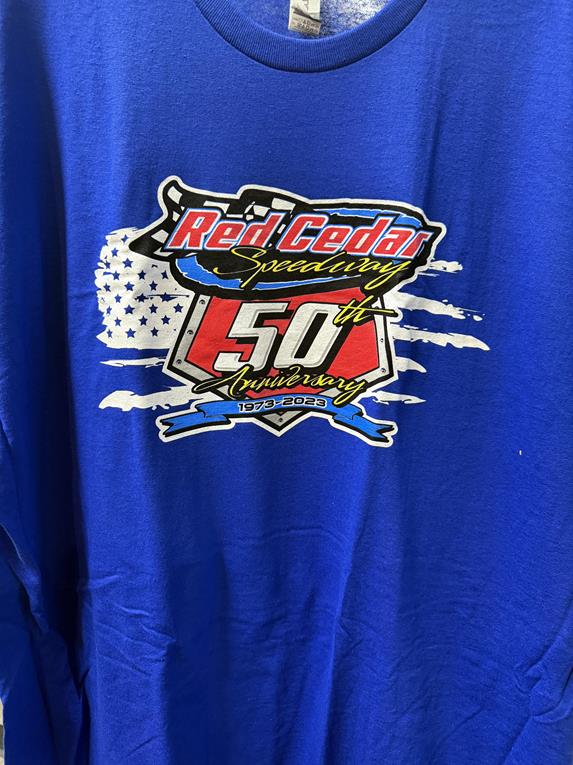 Red Cedar
Speedway
50th
Anniversary
1973-2023